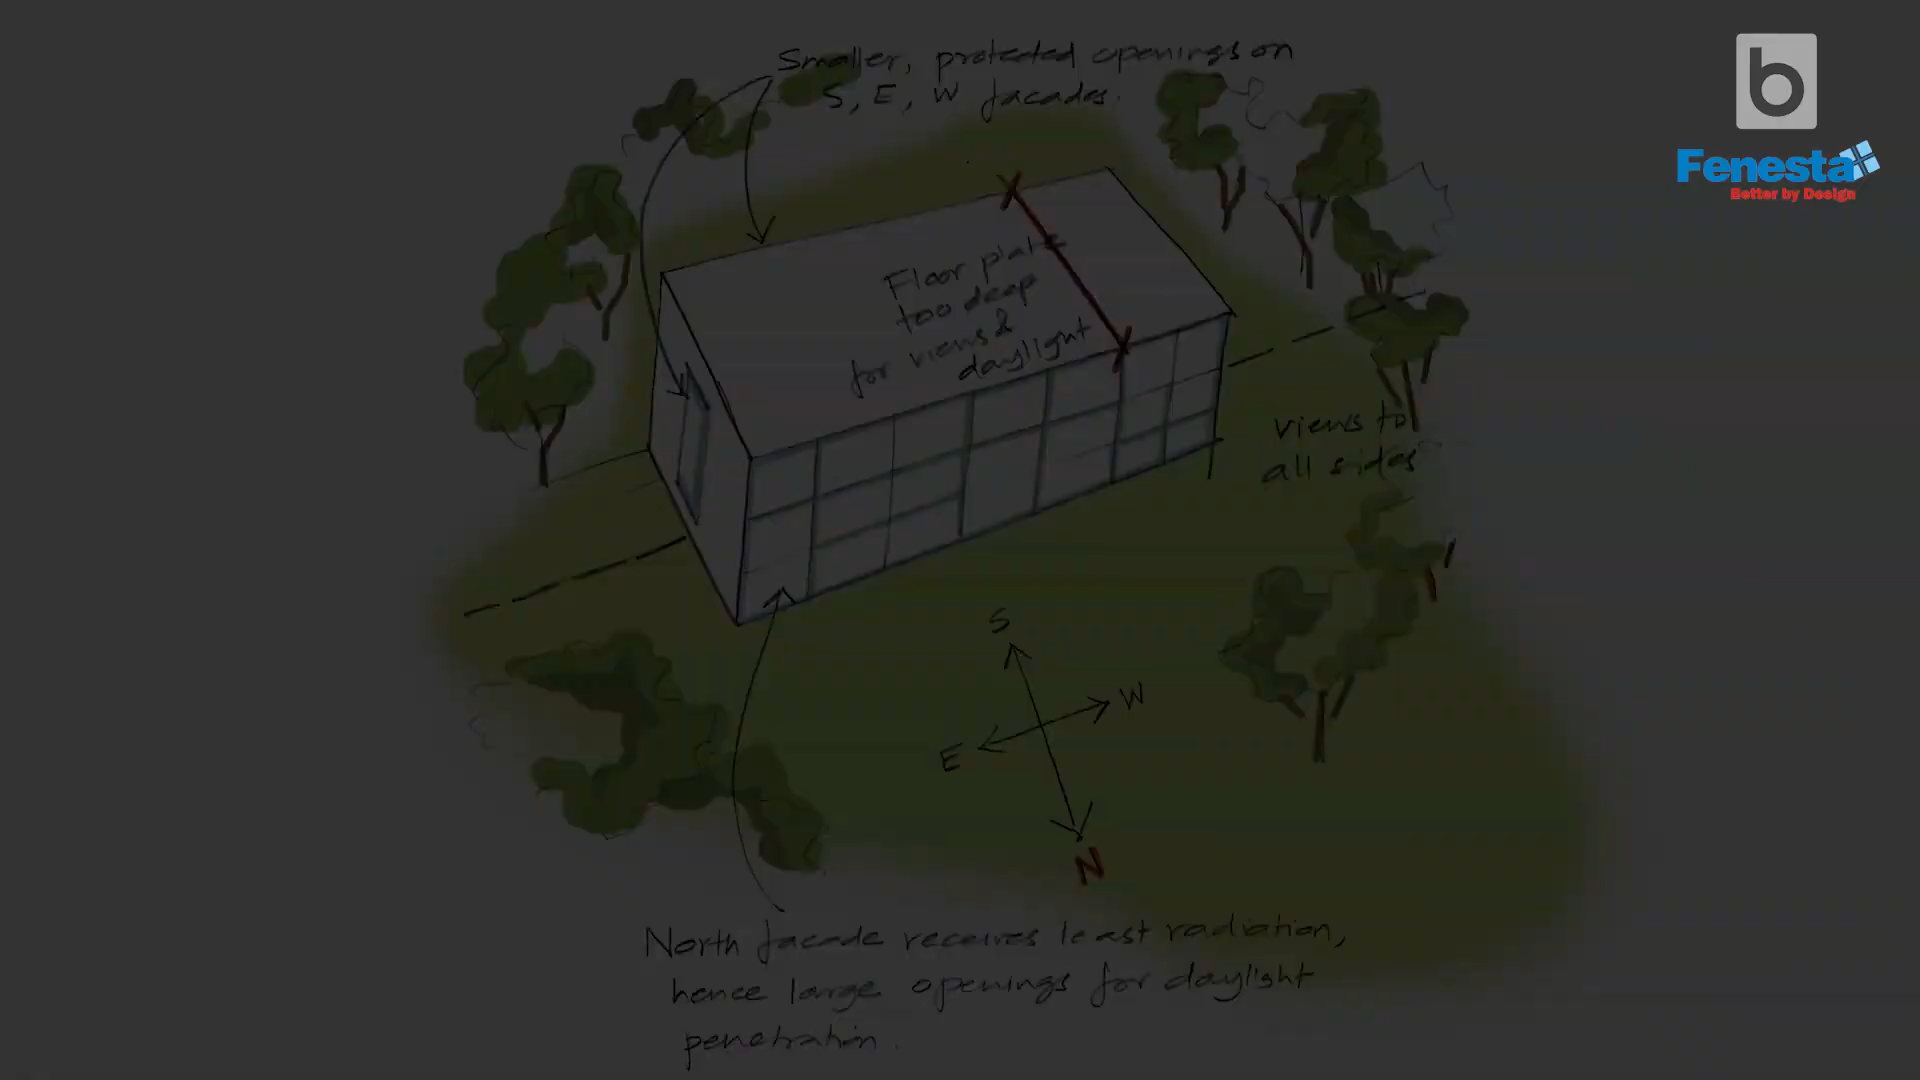 Smaller, protected openings on
S, E, W facades.
b
Fenesta
Better by Design
Floor plate
too deep
for views &
daylight
views to
all sides
S
W
E
N
North facade receives least radiation,
hence large openings for daylight
penetration.